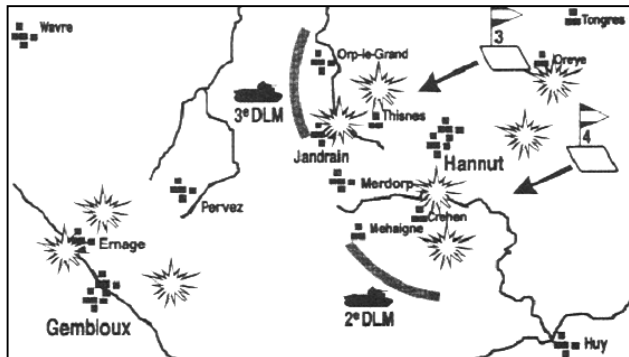 Wavre
Orp-le-Grand
3
Tongres
Oreye
3e DLM
Thisnes
4
Jandrain
Hannut
Pervez
Merdorp
Crehen
Mehaigne
Ernage
Gembloux
2e DLM
Huy